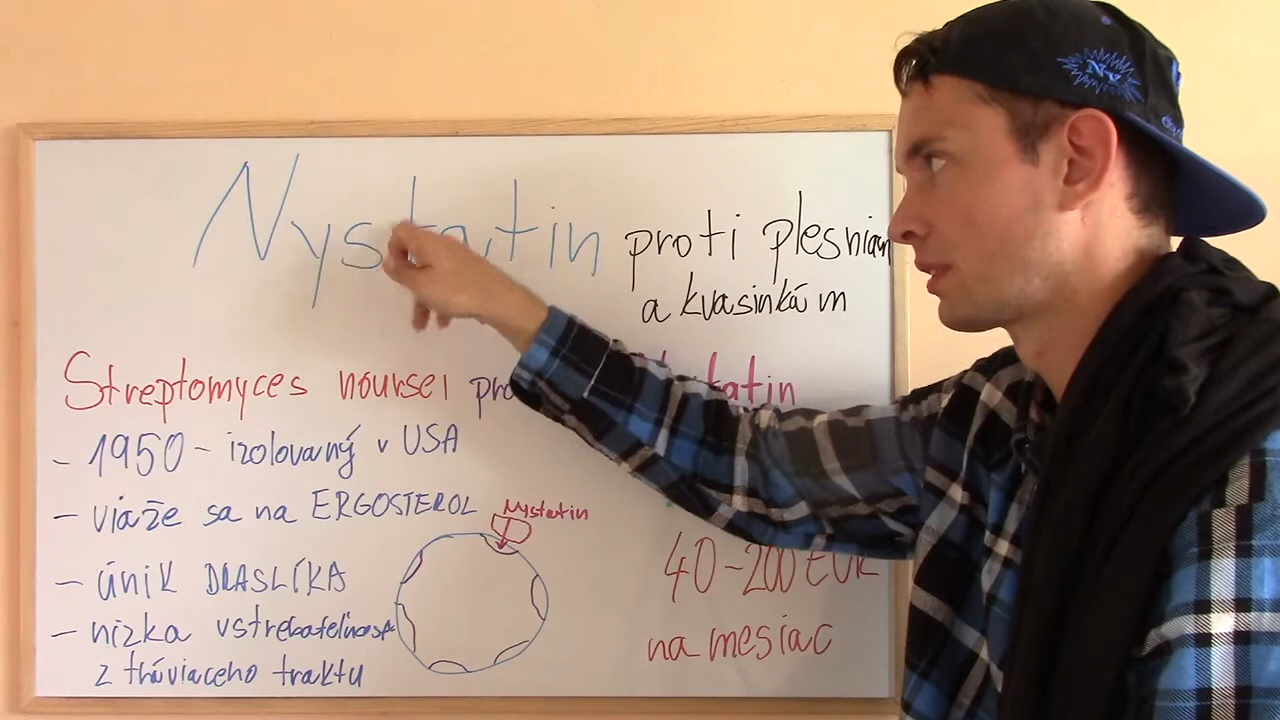 Nystatin proti plesniam
a kvasinkám
Streptomyces noursei
- 1950 - izolovaný v USA
- viaže sa na ERGOSTEROL
Nystatin
- únik DRASLÍKA
- nízka vstrebateľnosť
z tráviaceho traktu
40-200 EUR
na mesiac
NV